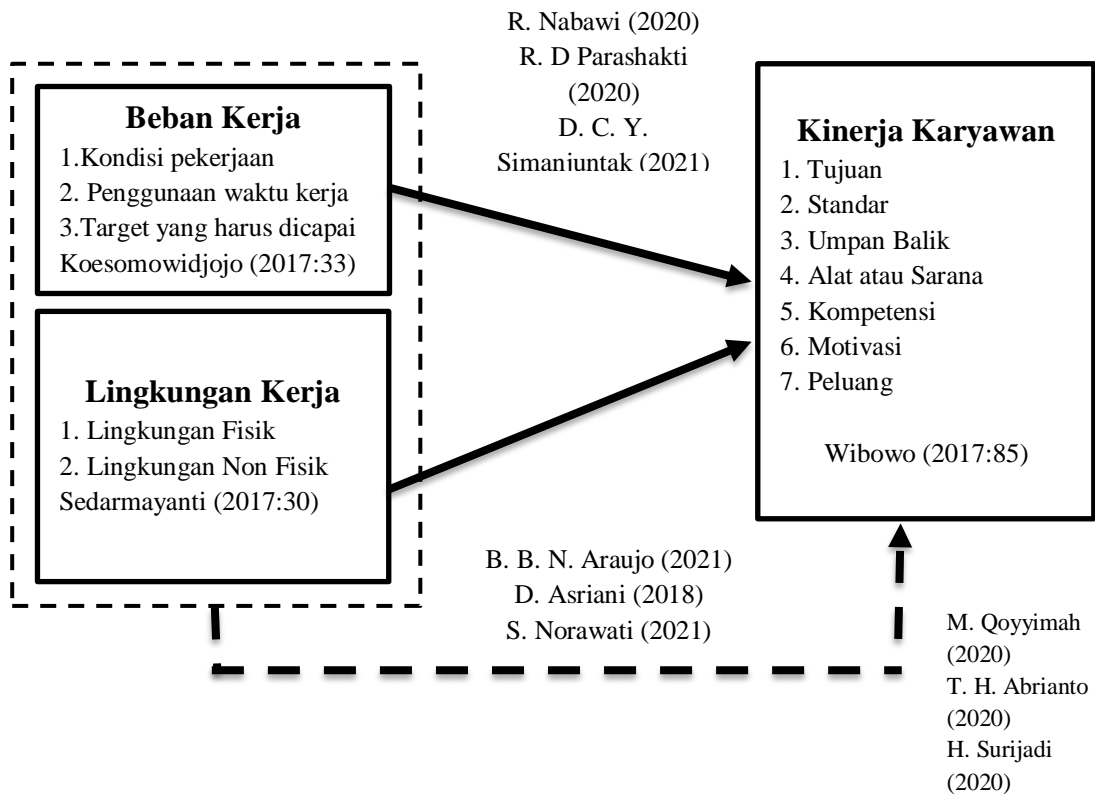 R. Nabawi (2020)
R. D Parashakti
(2020)
D. C. Y.
Simanjuntak (2021)
Beban Kerja
1.Kondisi pekerjaan
2. Penggunaan waktu kerja
3.Target yang harus dicapai
Koesomowidjojo (2017:33)
Lingkungan Kerja
1. Lingkungan Fisik
2. Lingkungan Non Fisik
Sedarmayanti (2017:30)
Kinerja Karyawan
1. Tujuan
2. Standar
3. Umpan Balik
4. Alat atau Sarana
5. Kompetensi
6. Motivasi
7. Peluang
Wibowo (2017:85)
B. B. N. Araujo (2021)
D. Asriani (2018)
S. Norawati (2021)
M. Qoyyimah
(2020)
T. H. Abrianto
(2020)
H. Surijadi
(2020)